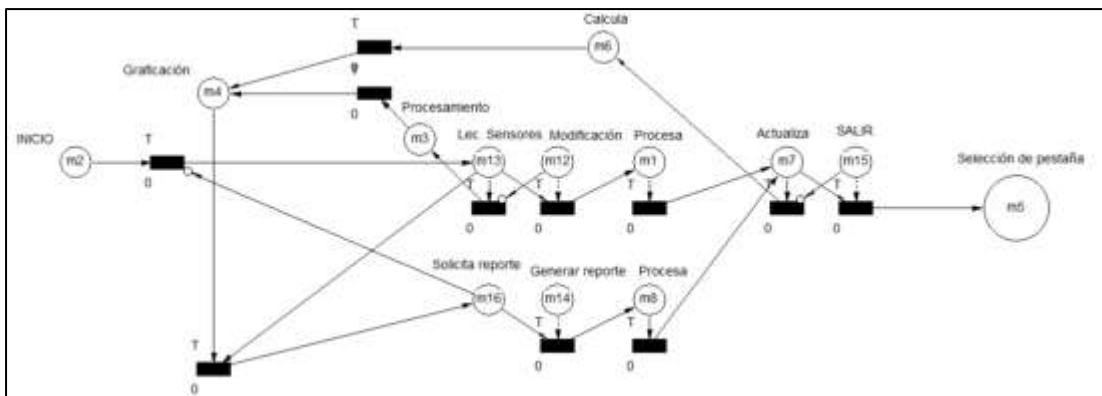 Calcula
T
m6
Graficación
m4
0
Procesamiento
INICIO
T
m3
Lec. Sensores
Modificación
Procesa
Actualiza
SALIR
Selección de pestaña
m2
m13
m12
m1
m7
m15
m5
T
T
T
T
T
0
0
0
0
0
0
Solicita reporte
Generar reporte
Procesa
m16
m14
m8
T
T
T
0
0
0